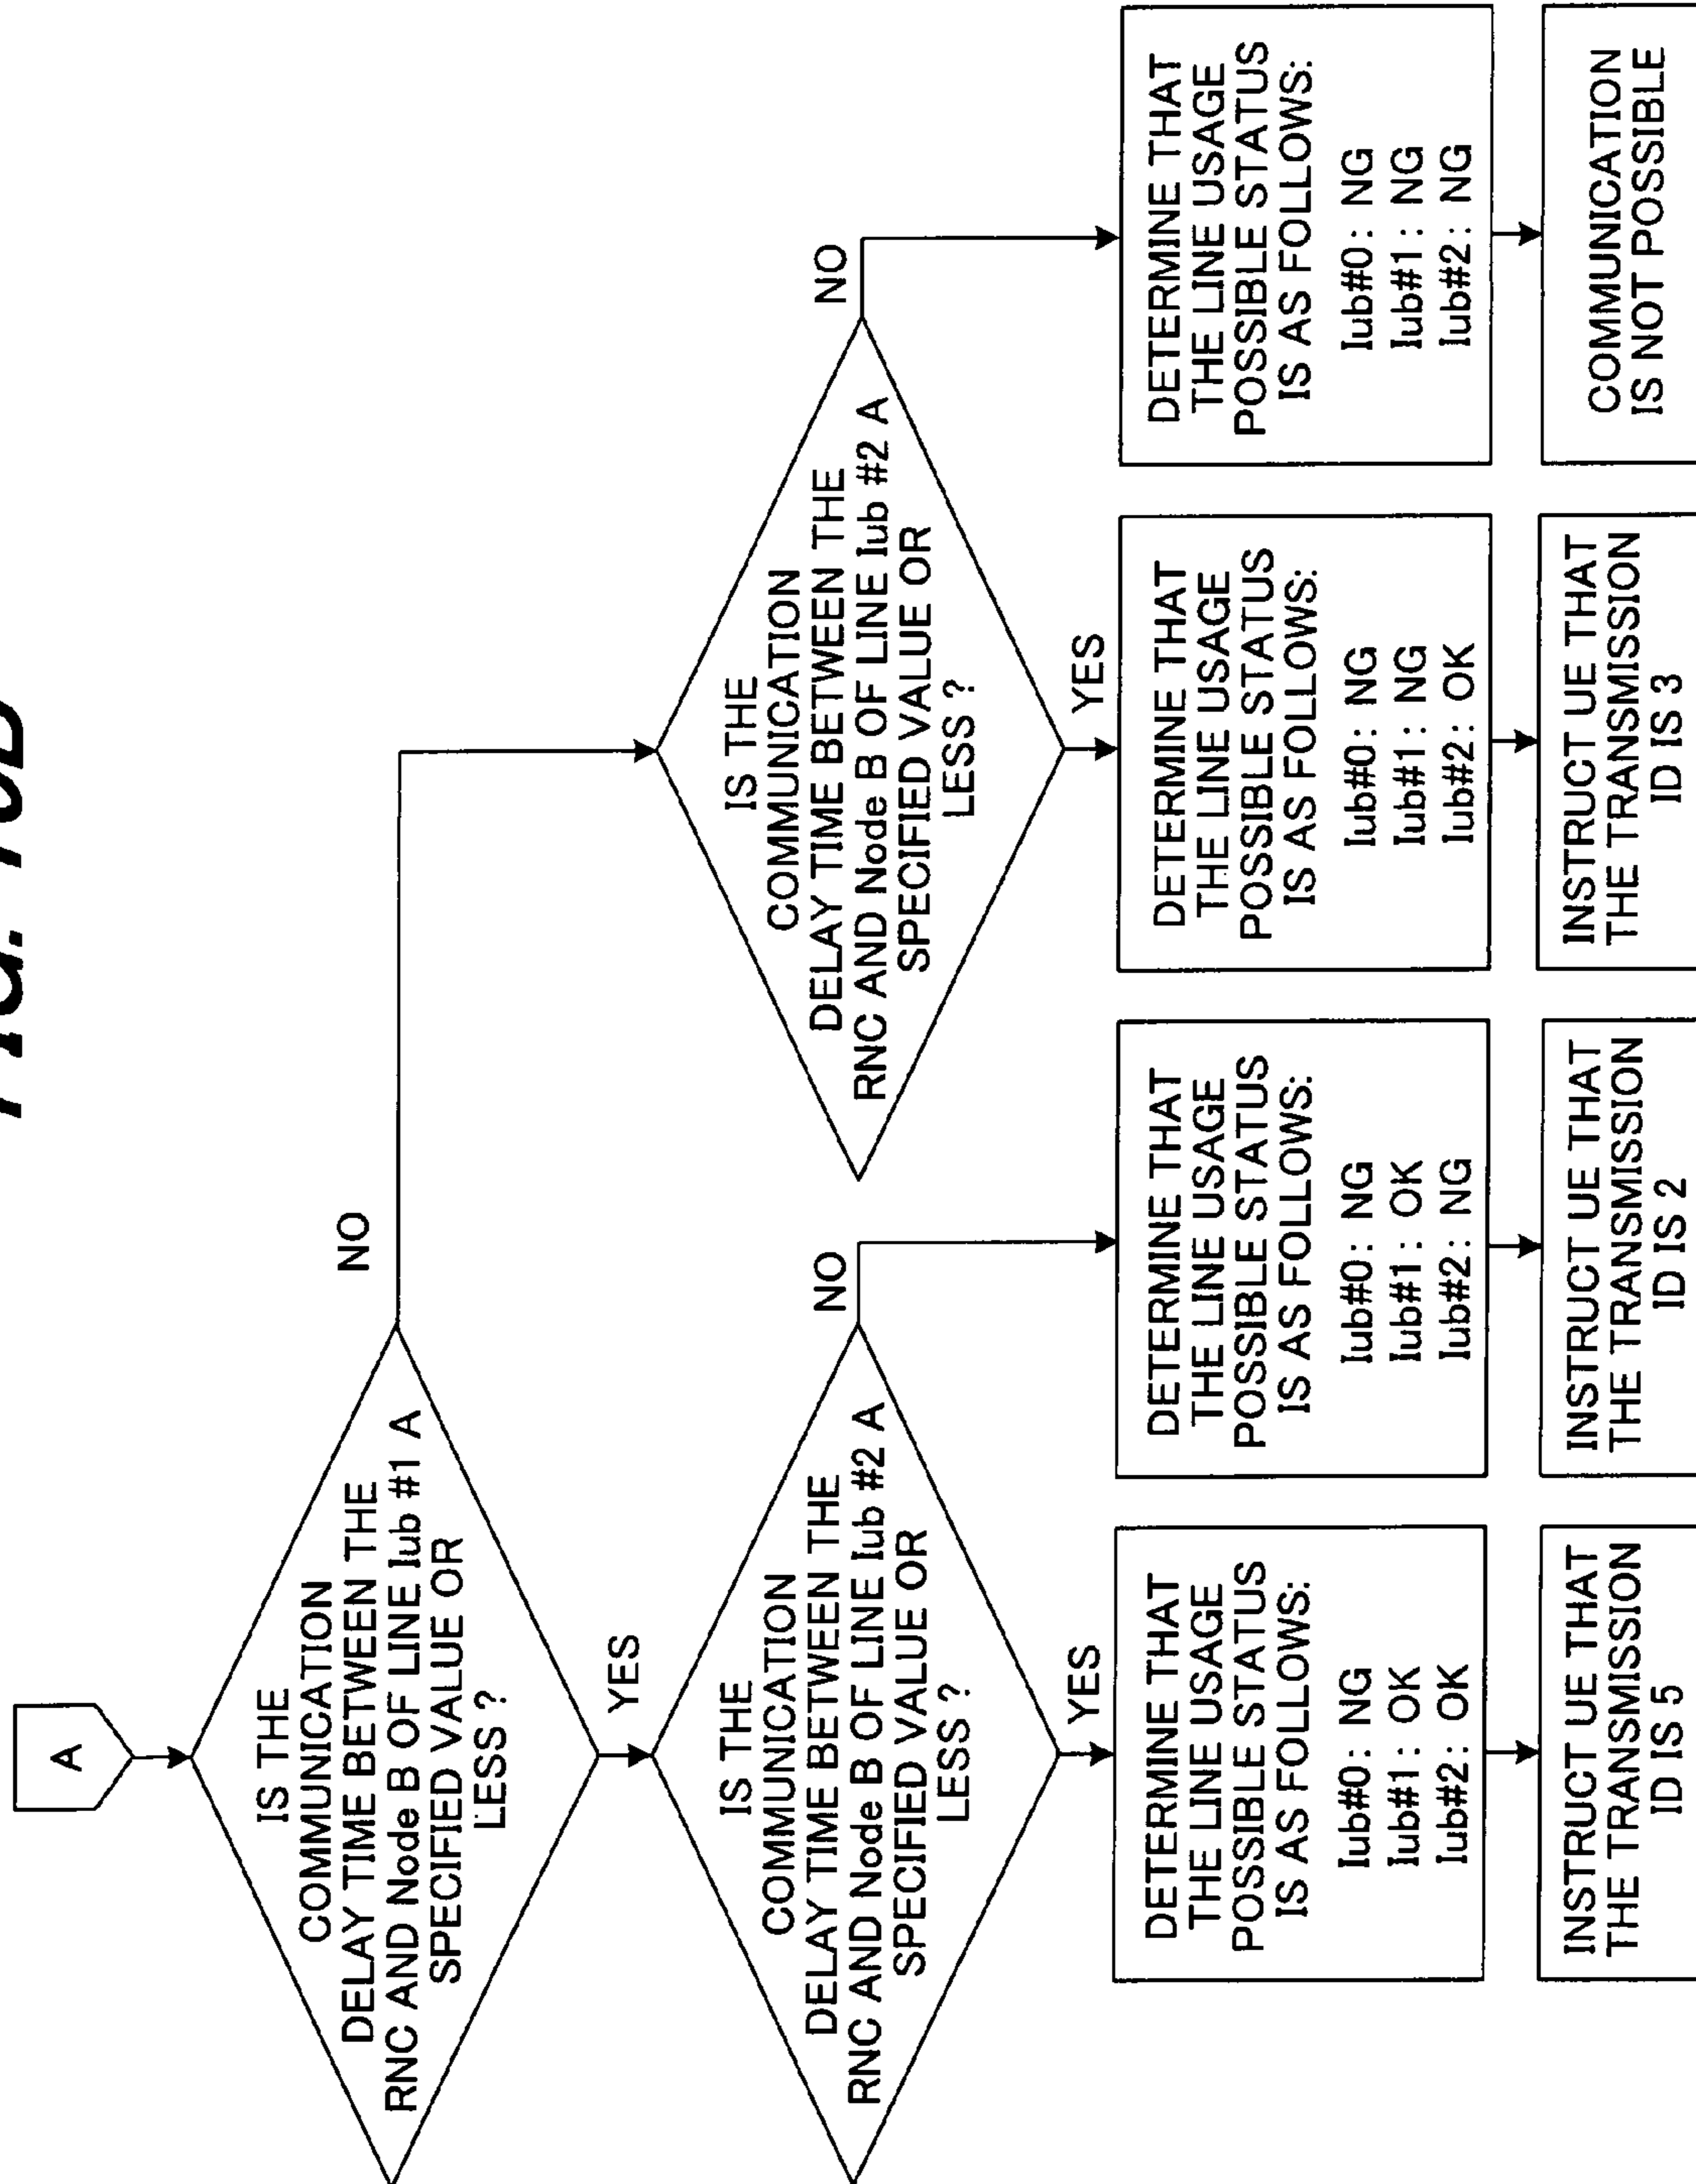 A
IS THE
COMMUNICATION
DELAY TIME BETWEEN THE
RNC AND Node B OF LINE Iub #1 A
SPECIFIED VALUE OR
LESS ?
NO
YES
IS THE
COMMUNICATION
DELAY TIME BETWEEN THE
RNC AND Node B OF LINE Iub #2 A
SPECIFIED VALUE OR
LESS ?
NO
YES
IS THE
COMMUNICATION
DELAY TIME BETWEEN THE
RNC AND Node B OF LINE Iub #2 A
SPECIFIED VALUE OR
LESS ?
NO
YES
DETERMINE THAT
THE LINE USAGE
POSSIBLE STATUS
IS AS FOLLOWS:
Iub#0: NG
Iub#1: OK
Iub#2: OK
INSTRUCT UE THAT
THE TRANSMISSION
ID IS 5
DETERMINE THAT
THE LINE USAGE
POSSIBLE STATUS
IS AS FOLLOWS:
Iub#0: NG
Iub#1: OK
Iub#2: NG
INSTRUCT UE THAT
THE TRANSMISSION
ID IS 2
DETERMINE THAT
THE LINE USAGE
POSSIBLE STATUS
IS AS FOLLOWS:
Iub#0: NG
Iub#1: NG
Iub#2: OK
INSTRUCT UE THAT
THE TRANSMISSION
ID IS 3
DETERMINE THAT
THE LINE USAGE
POSSIBLE STATUS
IS AS FOLLOWS:
Iub#0: NG
Iub#1: NG
Iub#2: NG
COMMUNICATION
IS NOT POSSIBLE